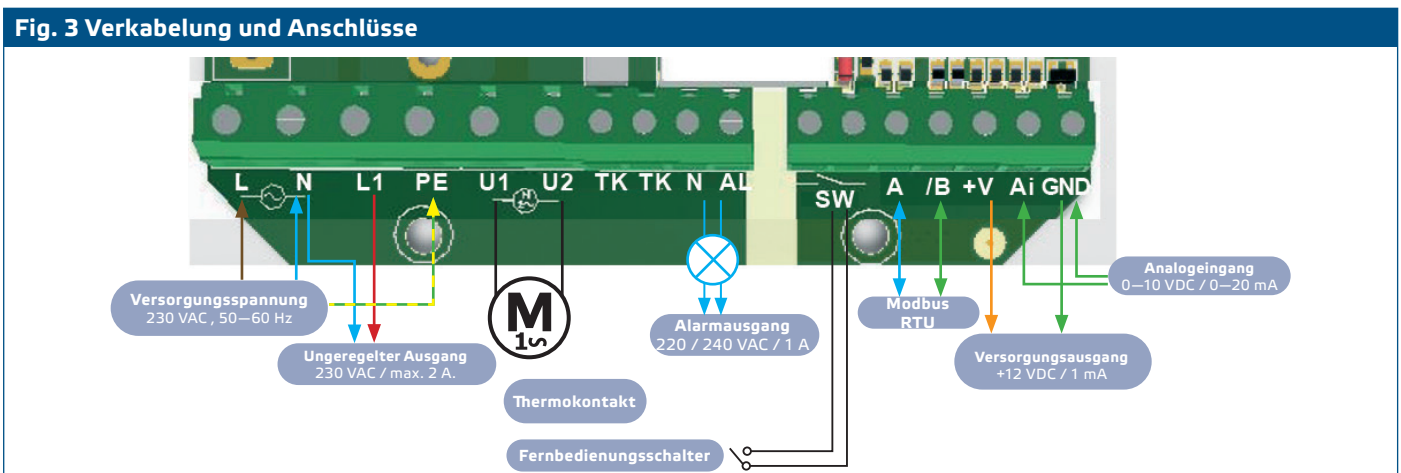 Fig. 3 Verkabelung und Anschlüsse
L N L1 PE U1 U2 TK TK N AL
SW A /B +V Ai GND
Versorgungsspannung
230 VAC , 50—60 Hz
Ungeregelter Ausgang
230 VAC / max. 2 A.
M
1~
Alarmausgang
220 / 240 VAC / 1 A
Modbus
RTU
Analogeingang
0—10 VDC / 0—20 mA
Versorgungsausgang
+12 VDC / 1 mA
Thermokontakt
Fernbedienungsschalter